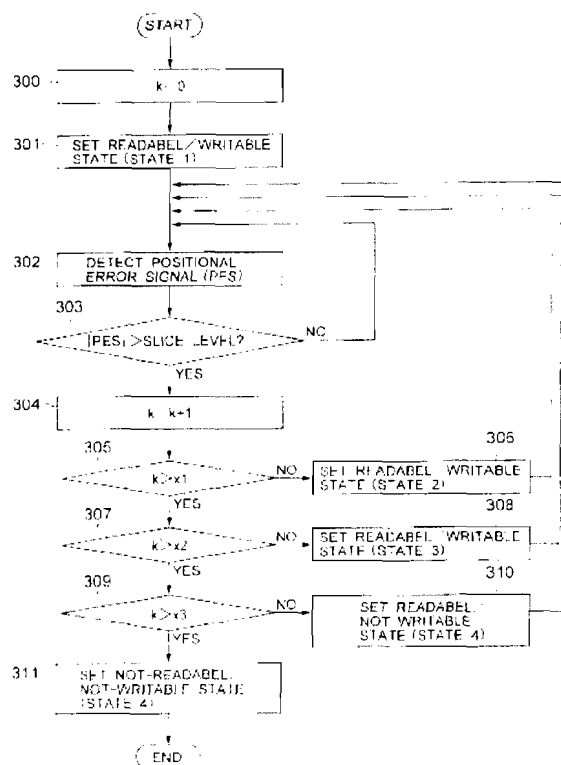 START
300
k 0
301
SET READABEL/WRITABLE
STATE (STATE 1)
302
DETECT POSITIONAL
ERROR SIGNAL (PES)
303
|PES| >SLICE LEVEL?
NO
YES
304
k k+1
305
k>x1
NO
YES
306
SET READABEL WRITABLE
STATE (STATE 2)
307
k>x2
NO
YES
308
SET READABEL WRITABLE
STATE (STATE 3)
309
k>x3
NO
YES
310
SET READABEL,
NOT WRITABLE
STATE (STATE 4)
311
SET NOT-READABEL,
NOT-WRITABLE STATE
(STATE 4)
END